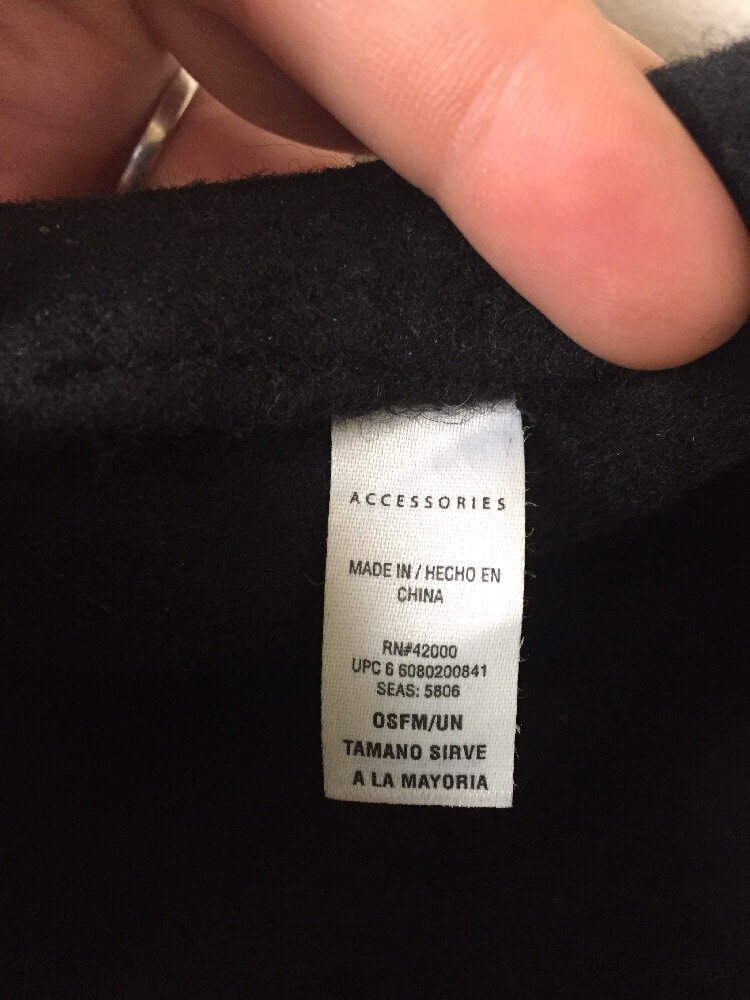 ACCESSORIES
MADE IN / HECHO EN
CHINA
RN#42000
UPC 6 6080200841
SEAS: 5806
OSFM/UN
TAMANO SIRVE
A LA MAYORIA